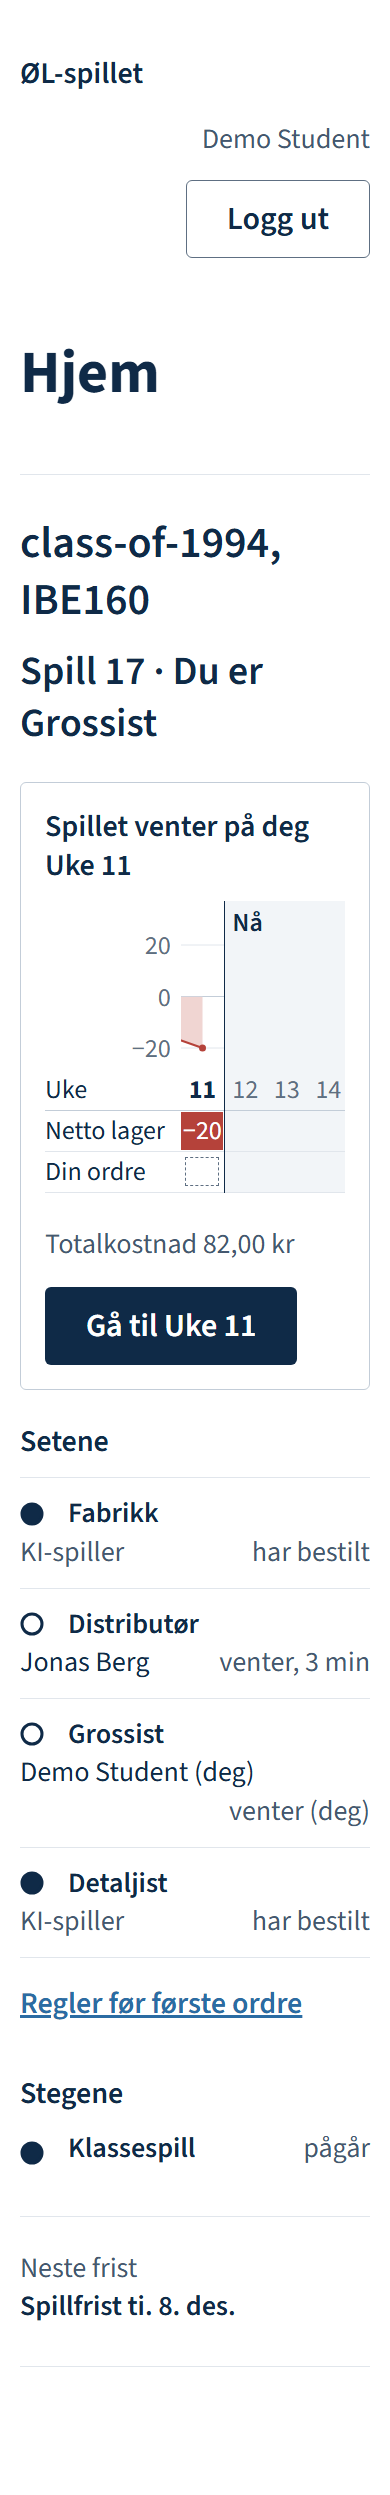 ØL-spillet
Demo Student
Logg ut
Hjem
class-of-1994,
IBE160
Spill 17 · Du er
Grossist
Spillet venter på deg
Uke 11
Nå
20
0
−20
Uke 11 12 13 14
Netto lager −20
Din ordre
Totalkostnad 82,00 kr
Gå til Uke 11
Setene
Fabrikk
KI-spiller har bestilt
Distributør
Jonas Berg venter, 3 min
Grossist
Demo Student (deg)
venter (deg)
Detaljist
KI-spiller har bestilt
Regler før første ordre
Stegene
Klassespill pågår
Neste frist
Spillfrist ti. 8. des.